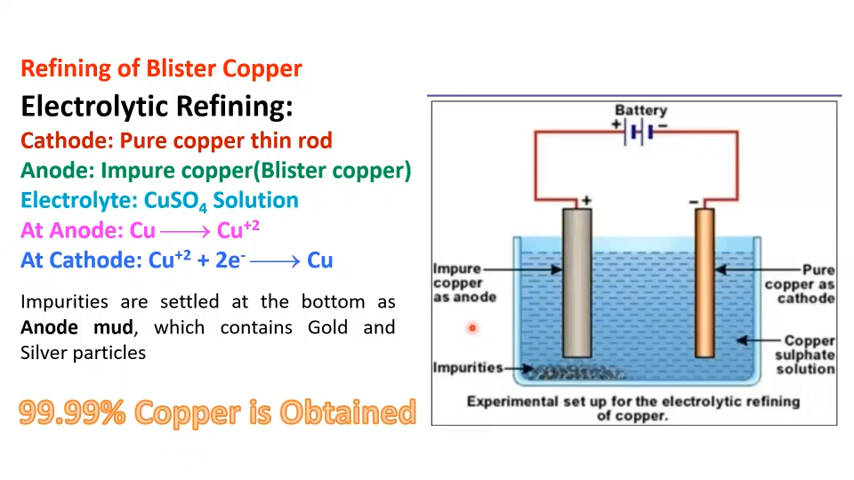 Refining of Blister Copper
Electrolytic Refining:
Cathode: Pure copper thin rod
Anode: Impure copper(Blister copper)
Electrolyte: CuSO₄ Solution
At Anode: Cu ⟶ Cu⁺²
At Cathode: Cu⁺² + 2e⁻ ⟶ Cu
Impurities are settled at the bottom as
Anode mud, which contains Gold and
Silver particles
99.99% Copper is Obtained
Battery
+ −
+ −
Impure
copper
as anode
Impurities
Pure
copper as
cathode
Copper
sulphate
solution
Experimental set up for the electrolytic refining
of copper.